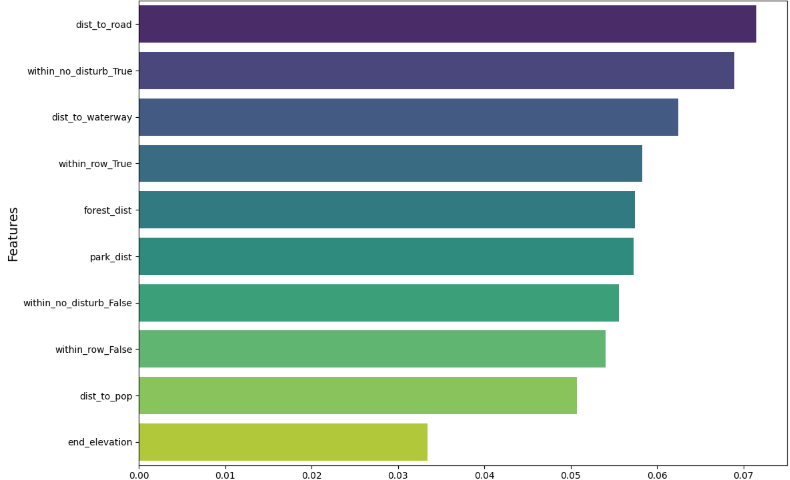 Features
dist_to_road
within_no_disturb_True
dist_to_waterway
within_row_True
forest_dist
park_dist
within_no_disturb_False
within_row_False
dist_to_pop
end_elevation
0.00 0.01 0.02 0.03 0.04 0.05 0.06 0.07